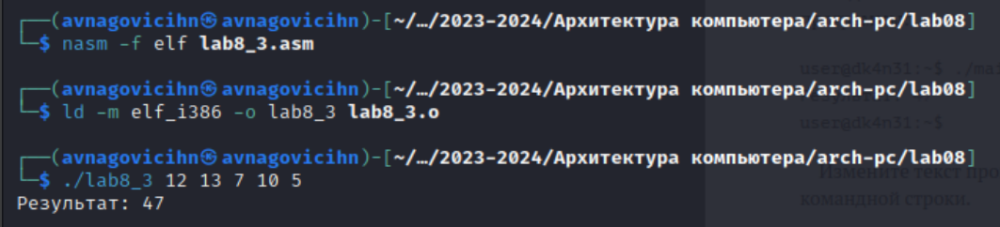 ┌──(avnagovicihn㉿avnagovicihn)-[~/…/2023-2024/Архитектура компьютера/arch-pc/lab08]
└─$ nasm -f elf lab8_3.asm
┌──(avnagovicihn㉿avnagovicihn)-[~/…/2023-2024/Архитектура компьютера/arch-pc/lab08]
└─$ ld -m elf_i386 -o lab8_3 lab8_3.o
┌──(avnagovicihn㉿avnagovicihn)-[~/…/2023-2024/Архитектура компьютера/arch-pc/lab08]
└─$ ./lab8_3 12 13 7 10 5
Результат: 47
user@dk4n31:~$
user@dk4n31:~$
Измените текст
командной строки.